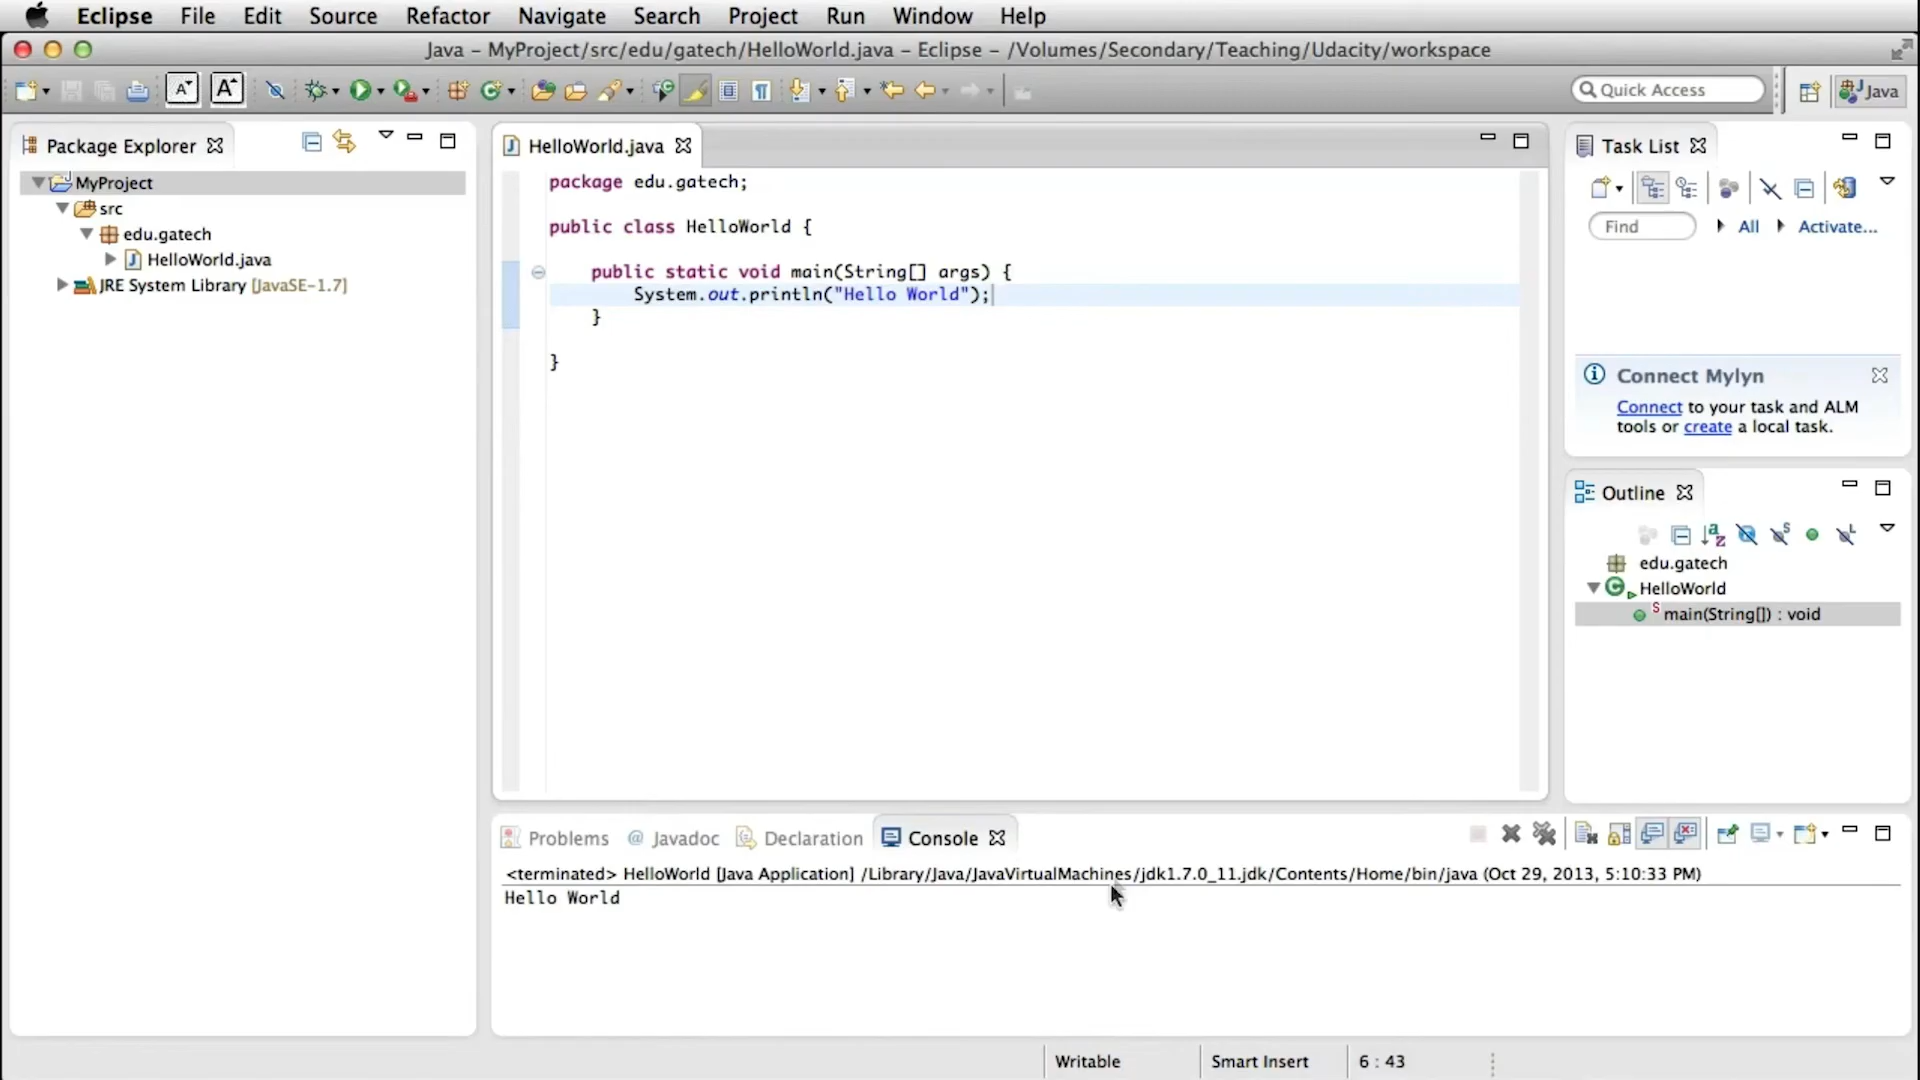 Eclipse File Edit Source Refactor Navigate Search Project Run Window Help
Java – MyProject/src/edu/gatech/HelloWorld.java – Eclipse – /Volumes/Secondary/Teaching/Udacity/workspace
Quick Access
Java
Package Explorer
MyProject
src
edu.gatech
HelloWorld.java
JRE System Library [JavaSE-1.7]
HelloWorld.java
package edu.gatech;
public class HelloWorld {
public static void main(String[] args) {
System.out.println("Hello World");
}
}
Task List
Find All Activate...
Connect Mylyn
Connect to your task and ALM
tools or create a local task.
Outline
edu.gatech
HelloWorld
main(String[]) : void
Problems @ Javadoc Declaration Console
<terminated> HelloWorld [Java Application] /Library/Java/JavaVirtualMachines/jdk1.7.0_11.jdk/Contents/Home/bin/java (Oct 29, 2013, 5:10:33 PM)
Hello World
Writable Smart Insert 6 : 43